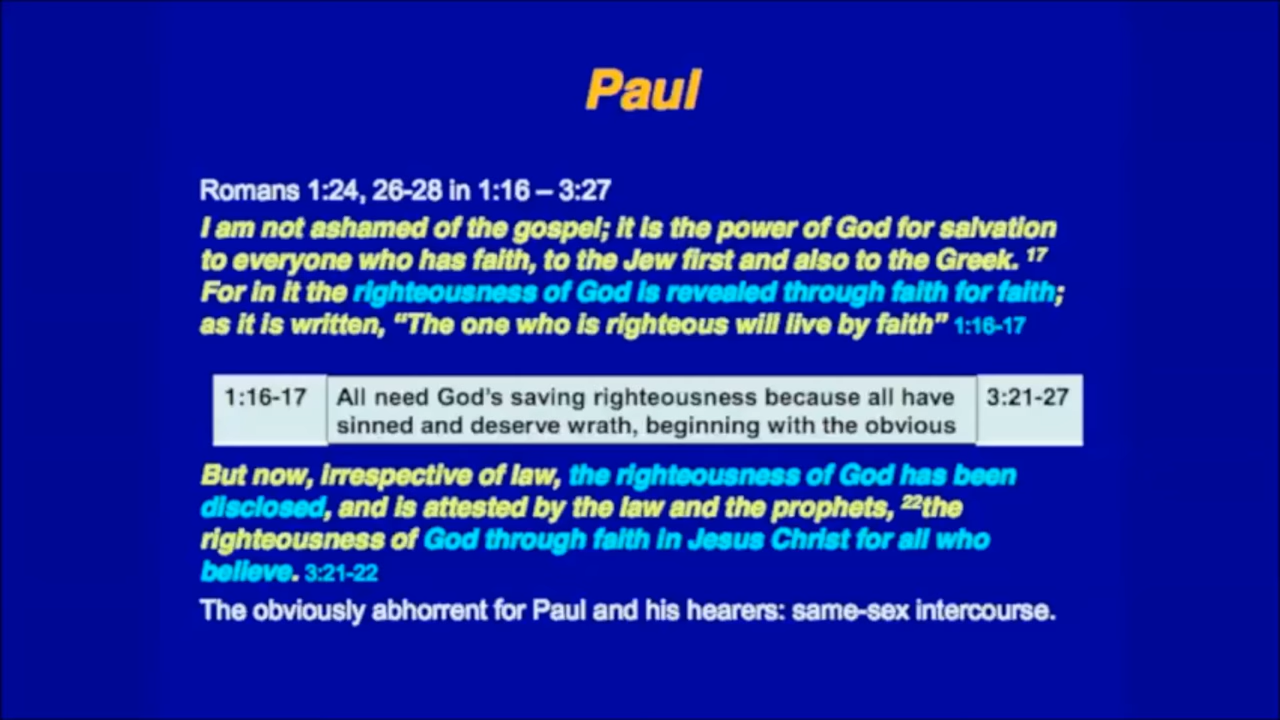 Paul
Romans 1:24, 26-28 in 1:16 – 3:27
I am not ashamed of the gospel; it is the power of God for salvation
to everyone who has faith, to the Jew first and also to the Greek. 17
For in it the righteousness of God is revealed through faith for faith;
as it is written, “The one who is righteous will live by faith” 1:16-17
1:16-17 All need God's saving righteousness because all have 3:21-27
sinned and deserve wrath, beginning with the obvious
But now, irrespective of law, the righteousness of God has been
disclosed, and is attested by the law and the prophets, 22the
righteousness of God through faith in Jesus Christ for all who
believe. 3:21-22
The obviously abhorrent for Paul and his hearers: same-sex intercourse.